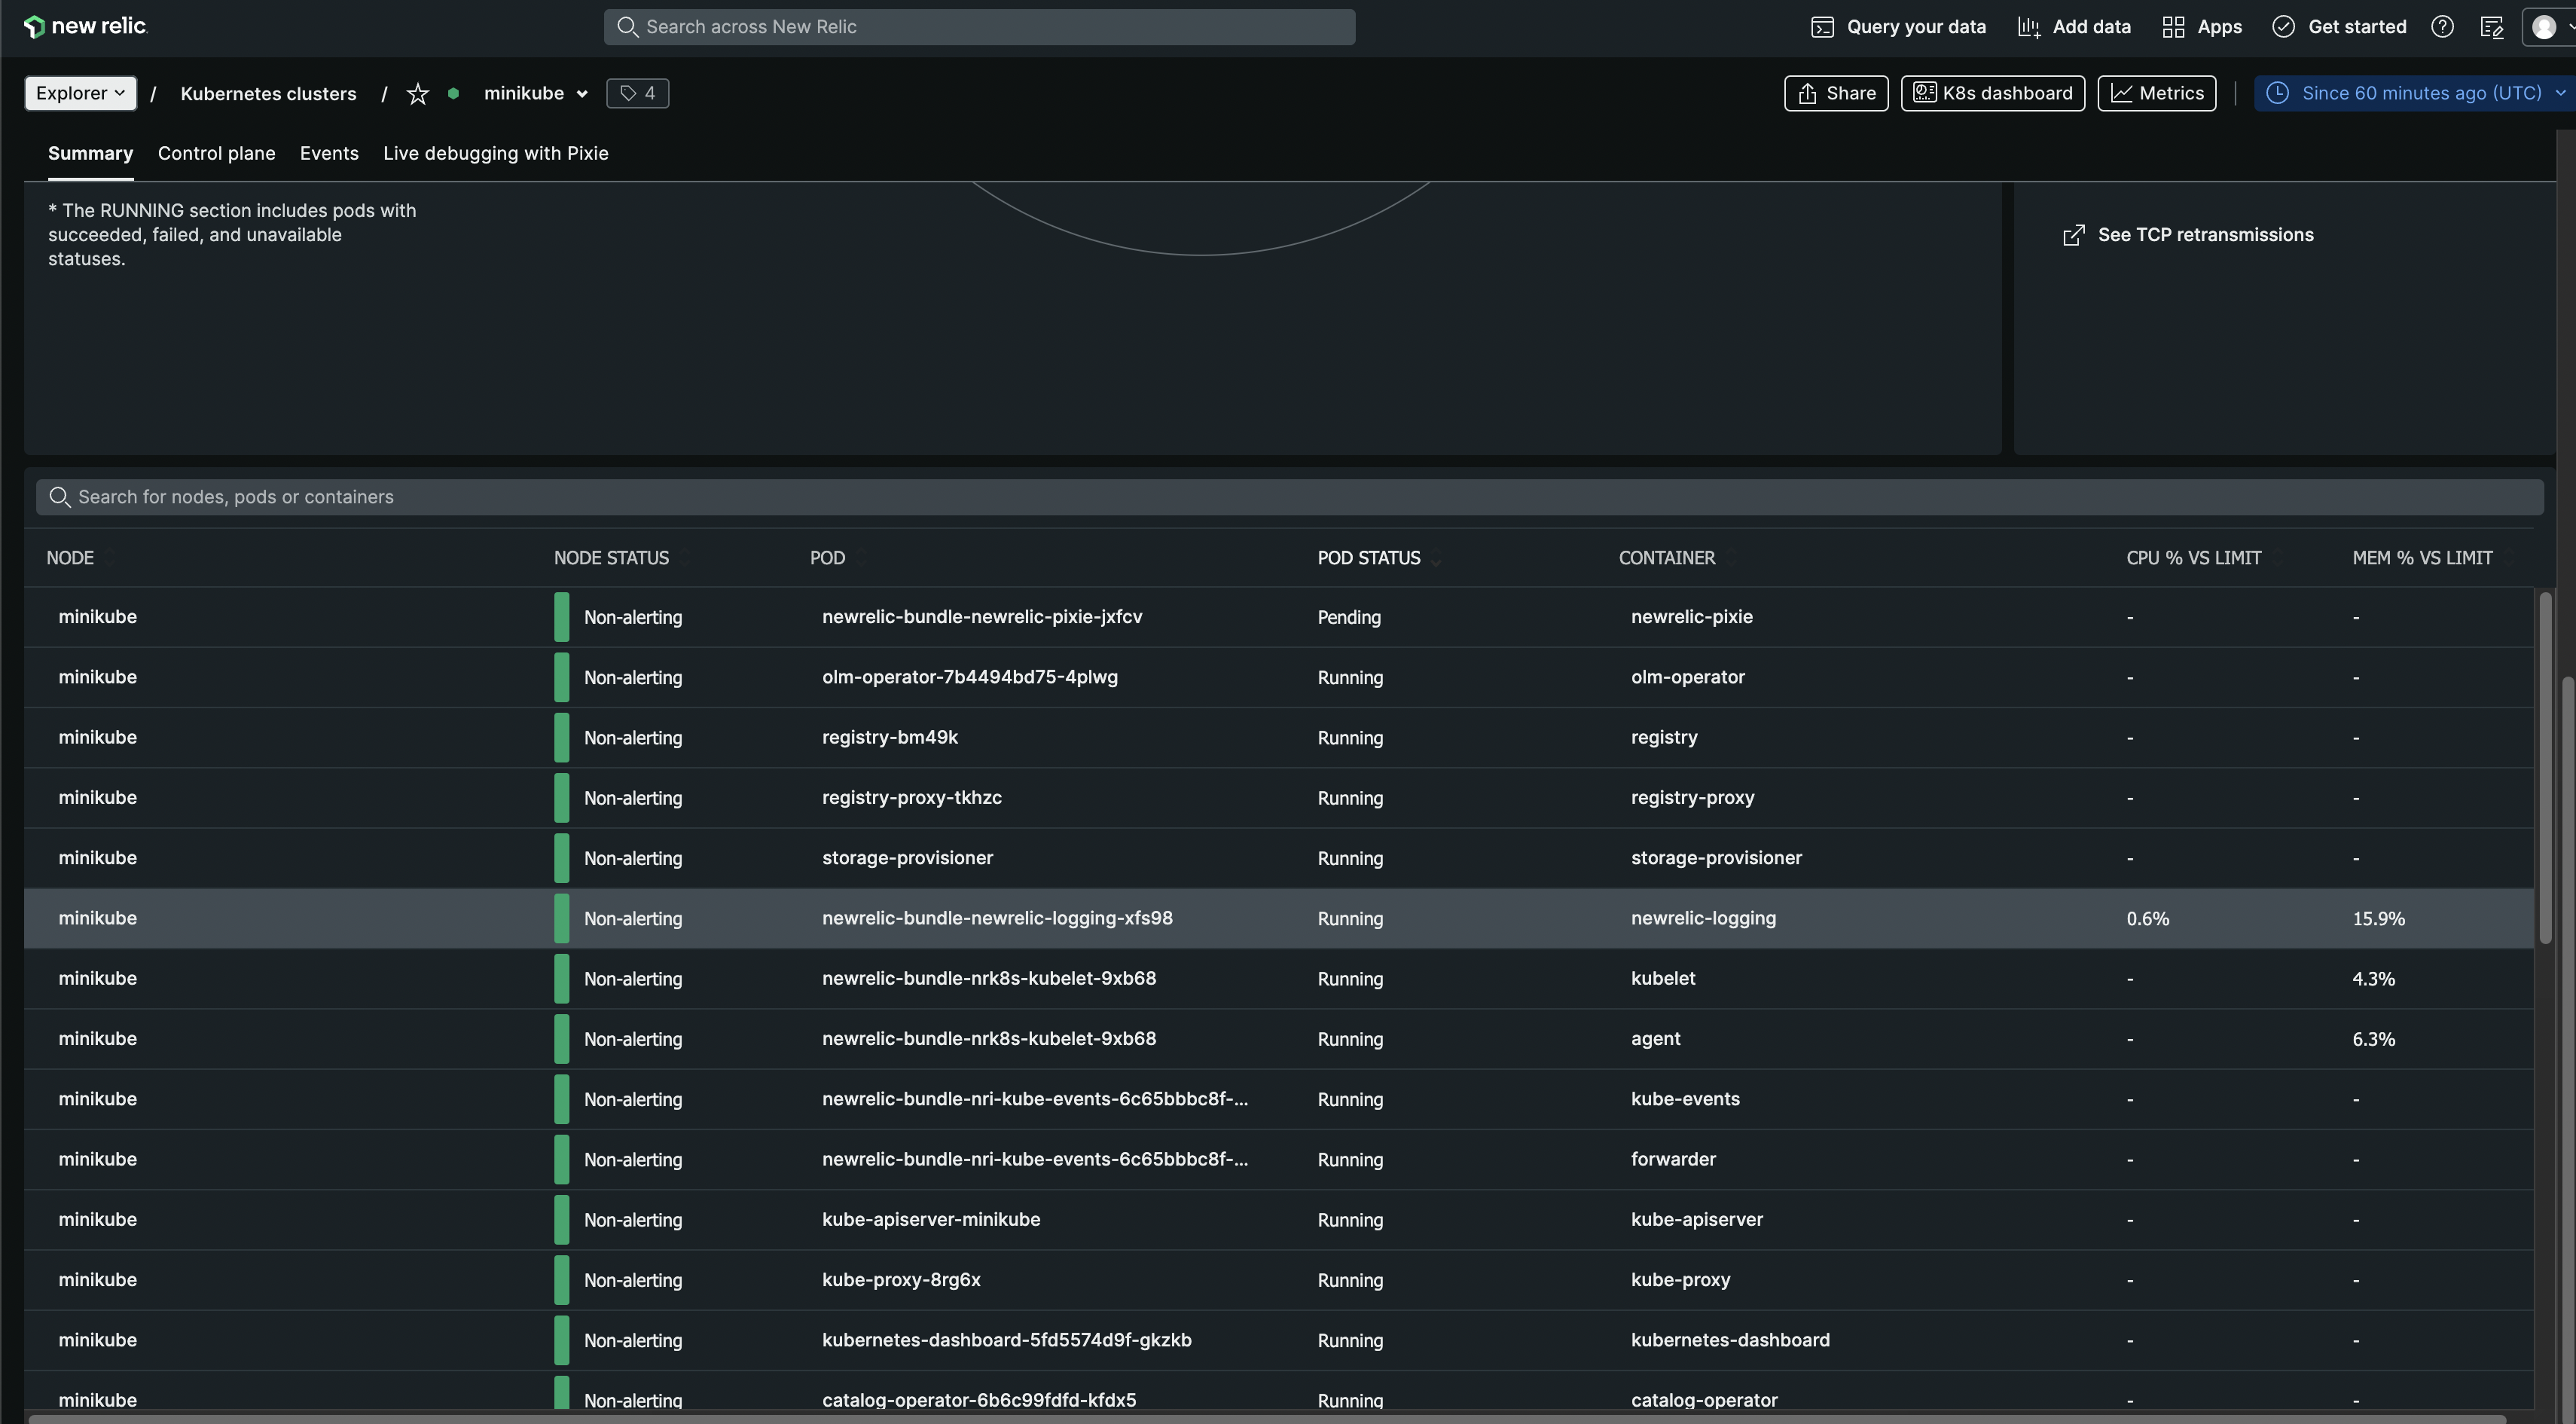 new relic.
Search across New Relic
Query your data
Add data
Apps
Get started
Explorer / Kubernetes clusters / minikube 4
Share
K8s dashboard
Metrics
Since 60 minutes ago (UTC)
Summary Control plane Events Live debugging with Pixie
* The RUNNING section includes pods with
succeeded, failed, and unavailable
statuses.
See TCP retransmissions
Search for nodes, pods or containers
NODE NODE STATUS POD POD STATUS CONTAINER CPU % VS LIMIT MEM % VS LIMIT
minikube Non-alerting newrelic-bundle-newrelic-pixie-jxfcv Pending newrelic-pixie - -
minikube Non-alerting olm-operator-7b4494bd75-4plwg Running olm-operator - -
minikube Non-alerting registry-bm49k Running registry - -
minikube Non-alerting registry-proxy-tkhzc Running registry-proxy - -
minikube Non-alerting storage-provisioner Running storage-provisioner - -
minikube Non-alerting newrelic-bundle-newrelic-logging-xfs98 Running newrelic-logging 0.6% 15.9%
minikube Non-alerting newrelic-bundle-nrk8s-kubelet-9xb68 Running kubelet - 4.3%
minikube Non-alerting newrelic-bundle-nrk8s-kubelet-9xb68 Running agent - 6.3%
minikube Non-alerting newrelic-bundle-nri-kube-events-6c65bbbc8f-... Running kube-events - -
minikube Non-alerting newrelic-bundle-nri-kube-events-6c65bbbc8f-... Running forwarder - -
minikube Non-alerting kube-apiserver-minikube Running kube-apiserver - -
minikube Non-alerting kube-proxy-8rg6x Running kube-proxy - -
minikube Non-alerting kubernetes-dashboard-5fd5574d9f-gkzkb Running kubernetes-dashboard - -
minikube Non-alerting catalog-operator-6b6c99fdfd-kfdx5 Running catalog-operator - -